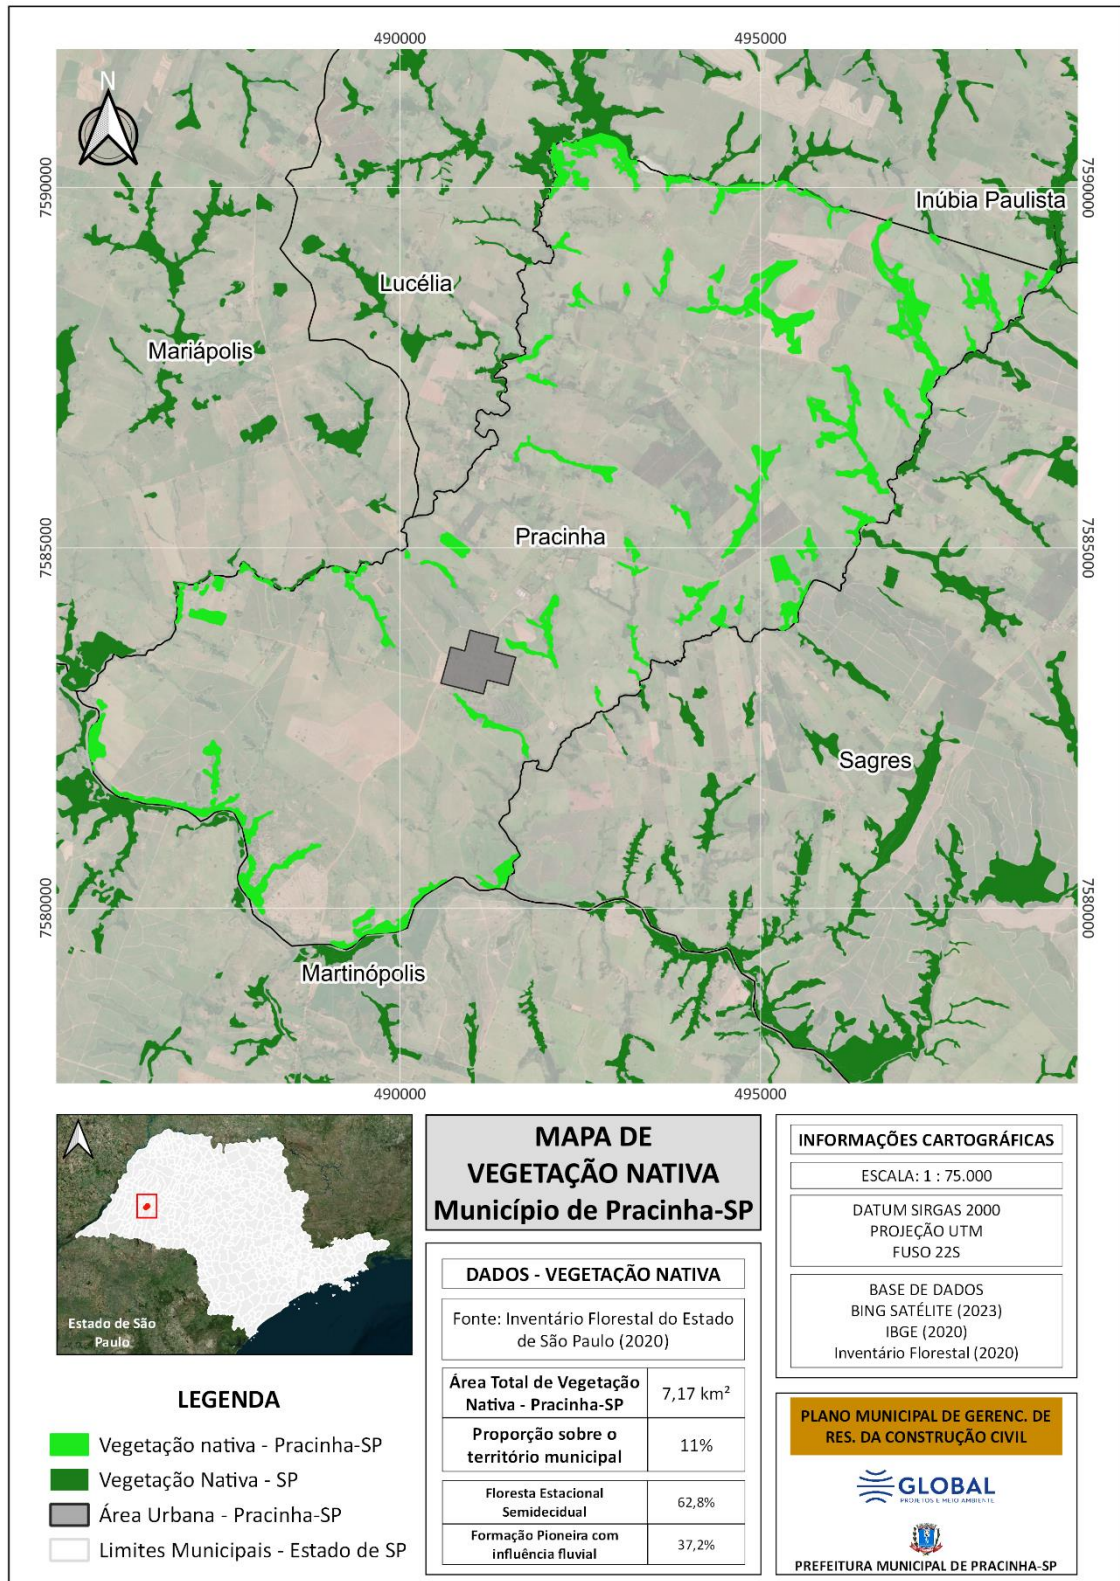 490000
495000
N
7590000
7590000
Inúbia Paulista
Lucélia
Mariápolis
Pracinha
7585000
7585000
Sagres
7580000
7580000
Martinópolis
490000
495000
Estado de São
Paulo
LEGENDA
Vegetação nativa - Pracinha-SP
Vegetação Nativa - SP
Área Urbana - Pracinha-SP
Limites Municipais - Estado de SP
MAPA DE
VEGETAÇÃO NATIVA
Município de Pracinha-SP
DADOS - VEGETAÇÃO NATIVA
Fonte: Inventário Florestal do Estado
de São Paulo (2020)
Área Total de Vegetação
Nativa - Pracinha-SP
7,17 km²
Proporção sobre o
território municipal
11%
Floresta Estacional
Semidecidual
62,8%
Formação Pioneira com
influência fluvial
37,2%
INFORMAÇÕES CARTOGRÁFICAS
ESCALA: 1 : 75.000
DATUM SIRGAS 2000
PROJEÇÃO UTM
FUSO 22S
BASE DE DADOS
BING SATÉLITE (2023)
IBGE (2020)
Inventário Florestal (2020)
PLANO MUNICIPAL DE GERENC. DE
RES. DA CONSTRUÇÃO CIVIL
GLOBAL
PROJETOS E MEIO AMBIENTE
PREFEITURA MUNICIPAL DE PRACINHA-SP